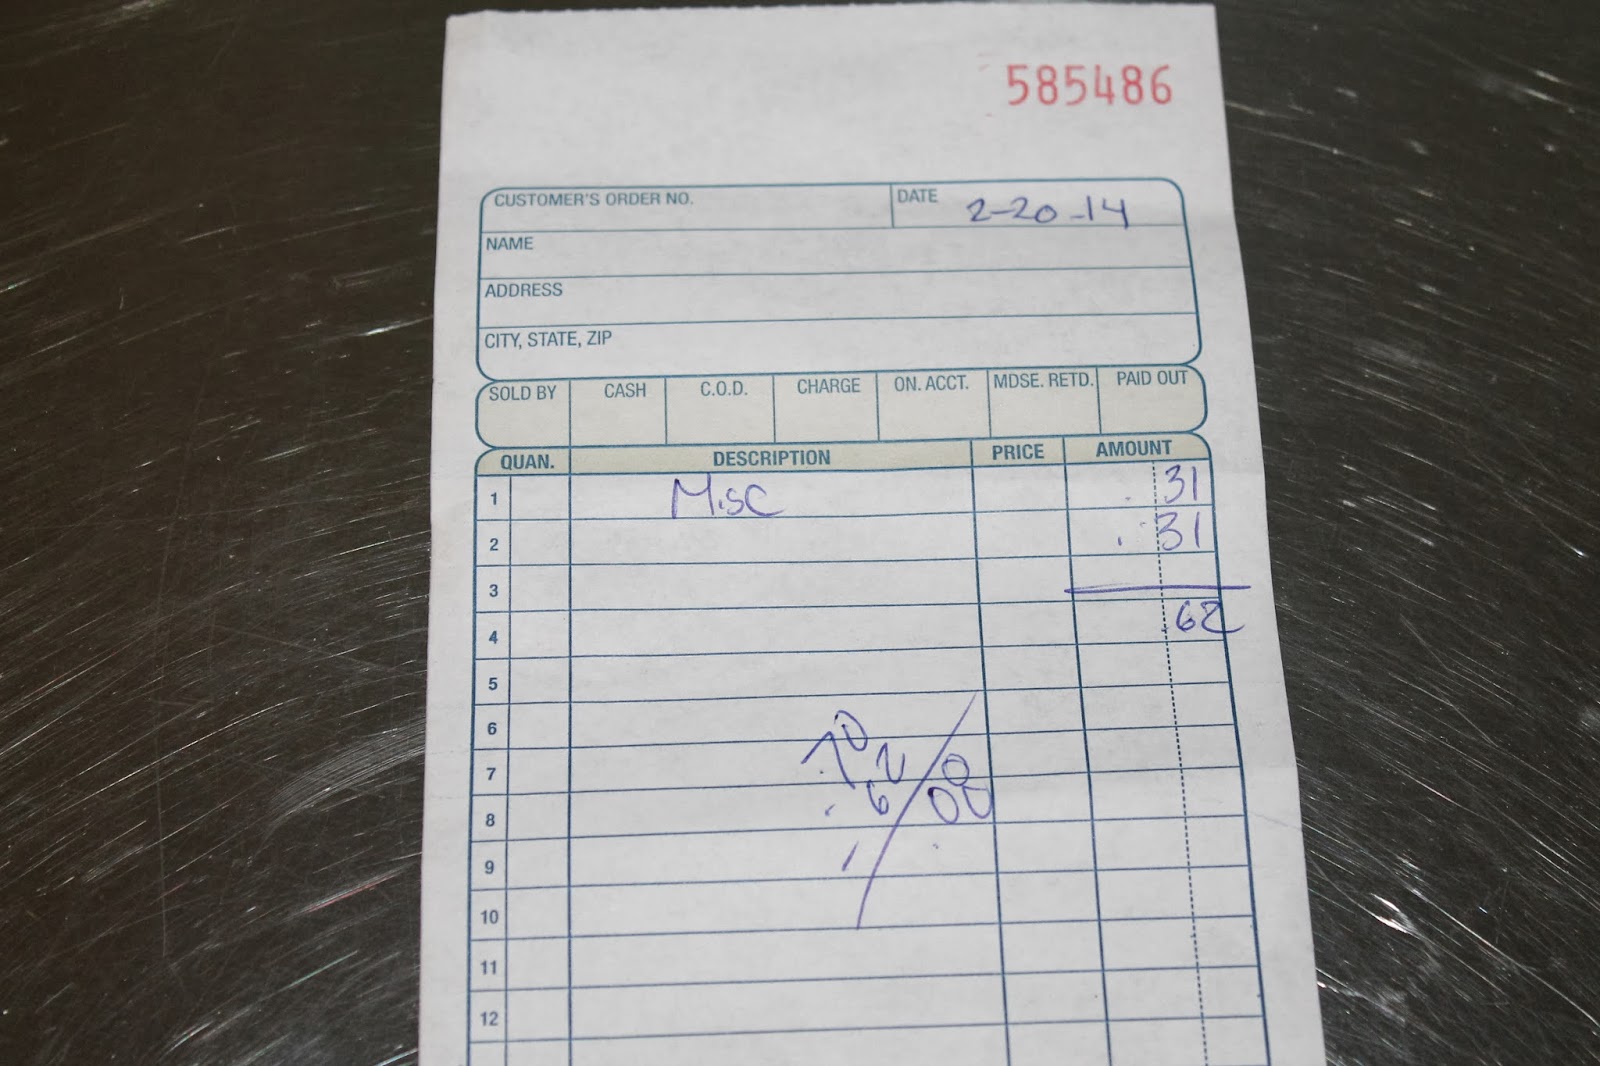 585486
CUSTOMER'S ORDER NO. DATE 2-20-14
NAME
ADDRESS
CITY, STATE, ZIP
SOLD BY CASH C.O.D. CHARGE ON. ACCT. MDSE. RETD. PAID OUT
QUAN. DESCRIPTION PRICE AMOUNT
1 Misc .31
2 .31
3
4 .62
5
6
7 .70
8 .62
9
10
11
12